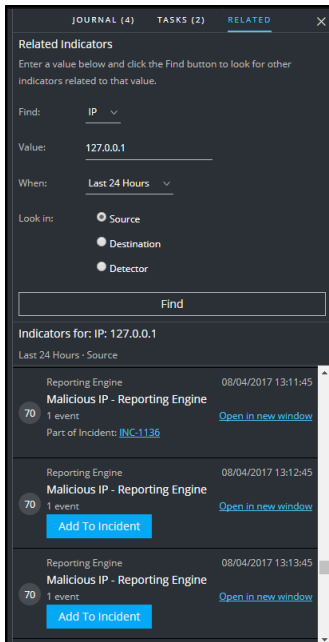 JOURNAL (4) TASKS (2) RELATED
Related Indicators
Enter a value below and click the Find button to look for other
indicators related to that value.
Find: IP
Value: 127.0.0.1
When: Last 24 Hours
Look in: Source
Destination
Detector
Find
Indicators for: IP: 127.0.0.1
Last 24 Hours · Source
Reporting Engine 08/04/2017 13:11:45
Malicious IP - Reporting Engine
70 1 event Open in new window
Part of Incident: INC-1136
Reporting Engine 08/04/2017 13:12:45
Malicious IP - Reporting Engine
70 1 event Open in new window
Add To Incident
Reporting Engine 08/04/2017 13:13:45
Malicious IP - Reporting Engine
70 1 event Open in new window
Add To Incident